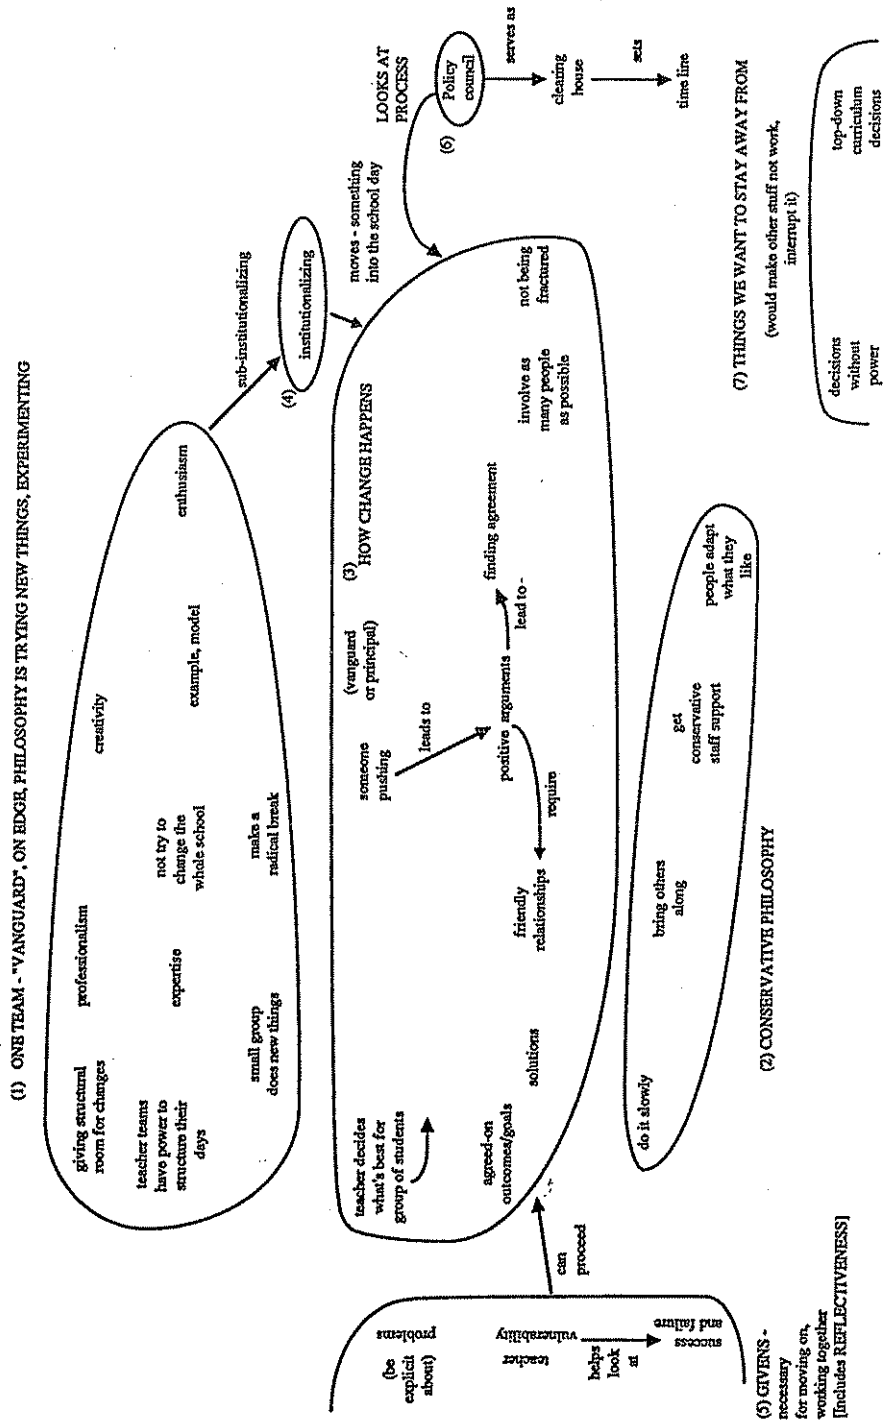 (1) ONE TEAM - "VANGUARD", ON EDGE, PHILOSOPHY IS TRYING NEW THINGS, EXPERIMENTING
giving structural
room for changes
professionalism
creativity
teacher teams
have power to
structure their
days
expertise
not try to
change the
whole school
example, model
enthusiasm
small group
does new things
make a
radical break
sub-institutionalizing
(4)
institutionalizing
moves - something
into the school day
LOOKS AT
PROCESS
(6)
Policy
council
serves as
clearing
house
sets
time line
(3)
HOW CHANGE HAPPENS
teacher decides
what's best for
group of students
someone
pushing
(vanguard
or principal)
leads to
agreed-on
outcomes/goals
solutions
friendly
relationships
require
positive arguments
lead to -
finding agreement
involve as
many people
as possible
not being
fractured
(be
explicit
about)
problems
teacher
vulnerability
helps
look
at
success
and failure
can
proceed
(5) GIVENS -
necessary
for moving on,
working together
[Includes REFLECTIVENESS]
do it slowly
bring others
along
get
conservative
staff support
people adapt
what they
like
(2) CONSERVATIVE PHILOSOPHY
(7) THINGS WE WANT TO STAY AWAY FROM
(would make other stuff not work,
interrupt it)
decisions
without
power
top-down
curriculum
decisions